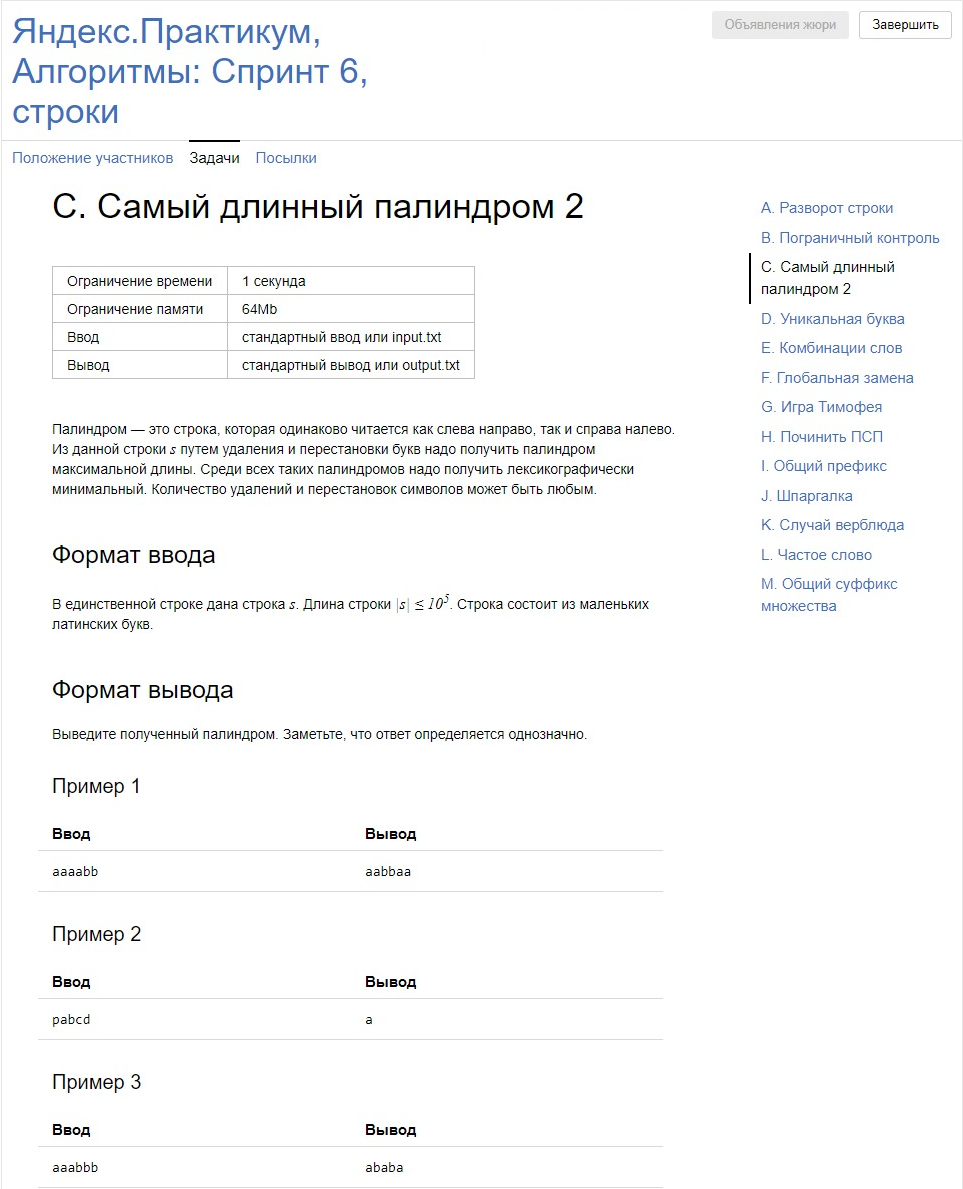 Яндекс.Практикум,
Алгоритмы: Спринт 6,
строки
Объявления жюри
Завершить
Положение участников Задачи Посылки
C. Самый длинный палиндром 2
Ограничение времени 1 секунда
Ограничение памяти 64Mb
Ввод стандартный ввод или input.txt
Вывод стандартный вывод или output.txt
Палиндром — это строка, которая одинаково читается как слева направо, так и справа налево.
Из данной строки s путем удаления и перестановки букв надо получить палиндром
максимальной длины. Среди всех таких палиндромов надо получить лексикографически
минимальный. Количество удалений и перестановок символов может быть любым.
Формат ввода
В единственной строке дана строка s. Длина строки |s| ≤ 10⁵. Строка состоит из маленьких
латинских букв.
Формат вывода
Выведите полученный палиндром. Заметьте, что ответ определяется однозначно.
Пример 1
Ввод Вывод
aaaabb aabbaa
Пример 2
Ввод Вывод
pabcd a
Пример 3
Ввод Вывод
aaabbb ababa
A. Разворот строки
B. Пограничный контроль
C. Самый длинный
палиндром 2
D. Уникальная буква
E. Комбинации слов
F. Глобальная замена
G. Игра Тимофея
H. Починить ПСП
I. Общий префикс
J. Шпаргалка
K. Случай верблюда
L. Частое слово
M. Общий суффикс
множества